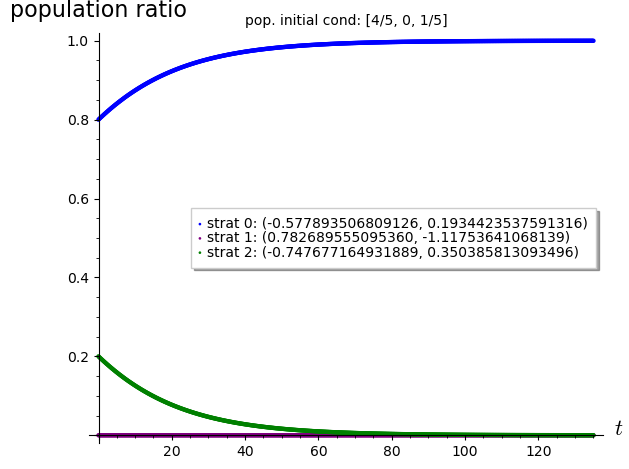 population ratio
pop. initial cond: [4/5, 0, 1/5]
1.0
0.8
0.6
strat 0: (-0.577893506809126, 0.1934423537591316)
strat 1: (0.782689555095360, -1.11753641068139)
strat 2: (-0.747677164931889, 0.350385813093496)
0.4
0.2
t
20 40 60 80 100 120